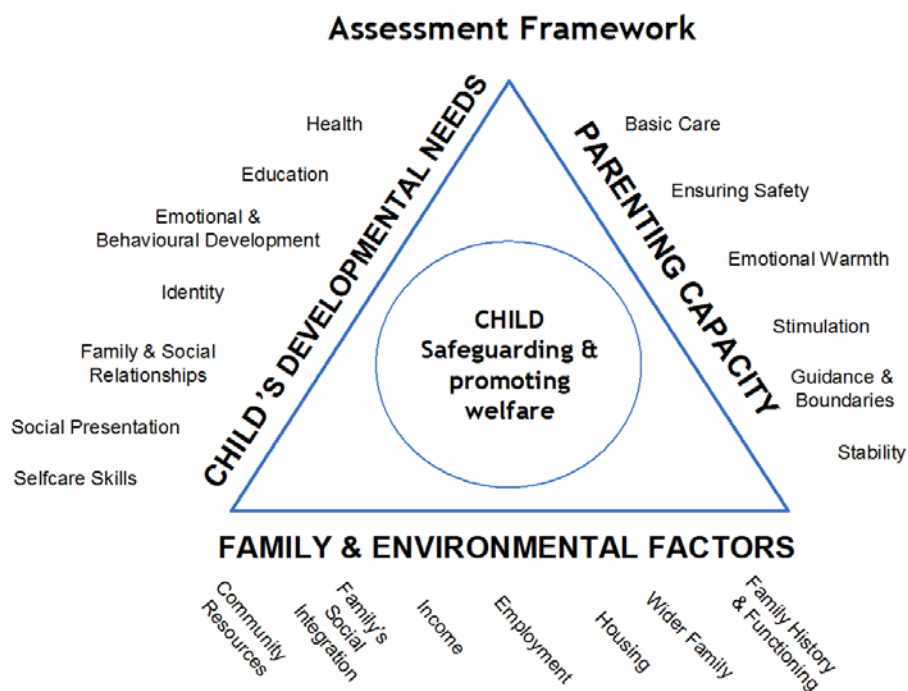 Assessment Framework
CHILD'S DEVELOPMENTAL NEEDS
Health
Education
Emotional &
Behavioural Development
Identity
Family & Social
Relationships
Social Presentation
Selfcare Skills
PARENTING CAPACITY
Basic Care
Ensuring Safety
Emotional Warmth
Stimulation
Guidance &
Boundaries
Stability
CHILD
Safeguarding &
promoting
welfare
FAMILY & ENVIRONMENTAL FACTORS
Community
Resources
Family's
Social
Integration
Income
Employment
Housing
Wider Family
Family History
& Functioning